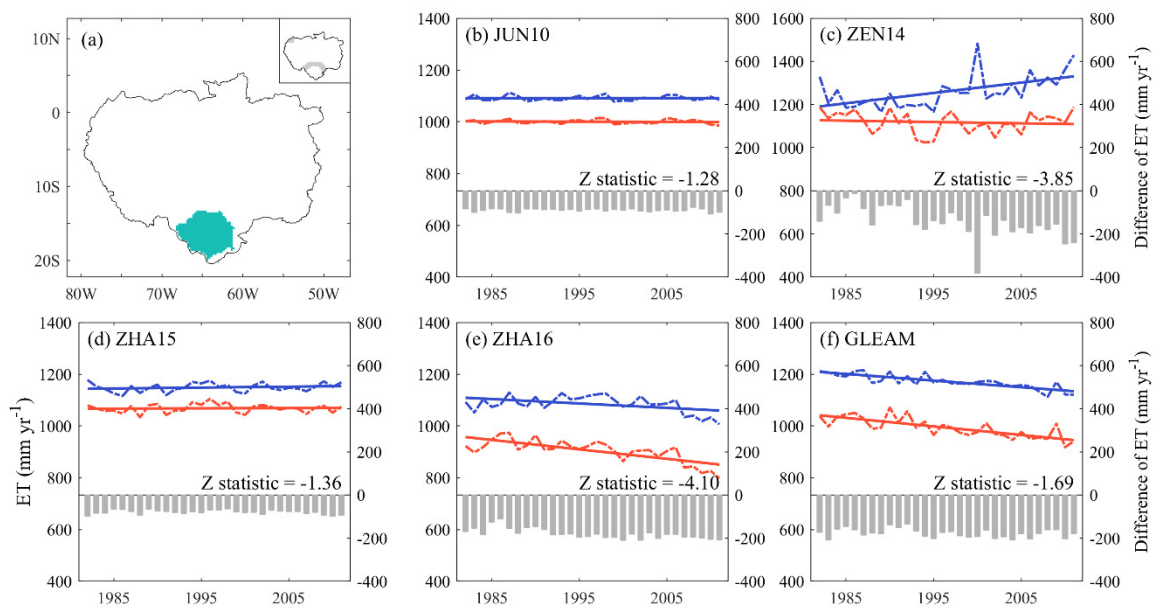 (a)
10N
0
10S
20S
80W 70W 60W 50W
(b) JUN10
1400
1200
1000
800
600
400
800
600
400
200
0
-200
-400
Z statistic = -1.28
1985 1995 2005
(c) ZEN14
1600
1400
1200
1000
800
600
400
800
600
400
200
0
-200
-400
Z statistic = -3.85
1985 1995 2005
Difference of ET (mm yr-1)
(d) ZHA15
1400
1200
1000
800
600
400
800
600
400
200
0
-200
-400
Z statistic = -1.36
1985 1995 2005
ET (mm yr-1)
(e) ZHA16
1400
1200
1000
800
600
400
800
600
400
200
0
-200
-400
Z statistic = -4.10
1985 1995 2005
(f) GLEAM
1400
1200
1000
800
600
400
800
600
400
200
0
-200
-400
Z statistic = -1.69
1985 1995 2005
Difference of ET (mm yr-1)